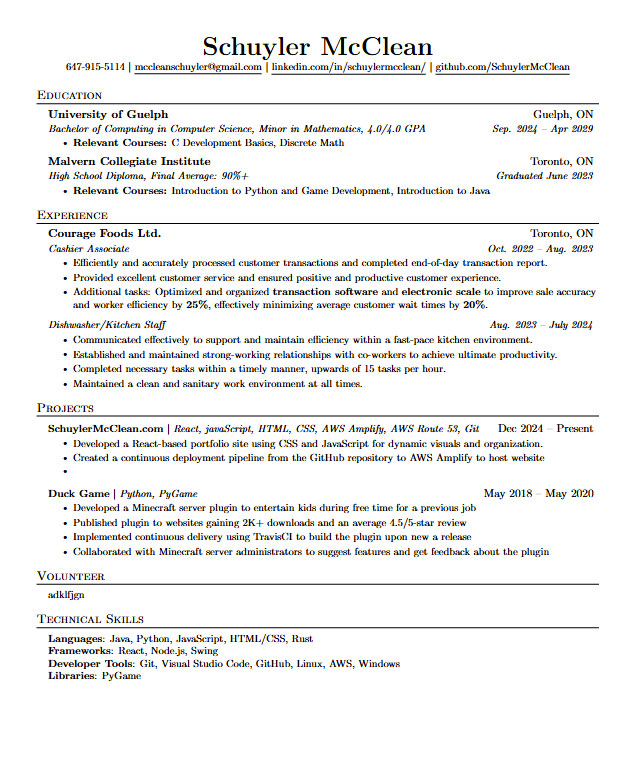 Schuyler McClean
647-915-5114 | mccleanschuyler@gmail.com | linkedin.com/in/schuylermcclean/ | github.com/SchuylerMcClean
Education
University of Guelph Guelph, ON
Bachelor of Computing in Computer Science, Minor in Mathematics, 4.0/4.0 GPA Sep. 2024 – Apr 2029
• Relevant Courses: C Development Basics, Discrete Math
Malvern Collegiate Institute Toronto, ON
High School Diploma, Final Average: 90%+ Graduated June 2023
• Relevant Courses: Introduction to Python and Game Development, Introduction to Java
Experience
Courage Foods Ltd. Toronto, ON
Cashier Associate Oct. 2022 – Aug. 2023
• Efficiently and accurately processed customer transactions and completed end-of-day transaction report.
• Provided excellent customer service and ensured positive and productive customer experience.
• Additional tasks: Optimized and organized transaction software and electronic scale to improve sale accuracy
and worker efficiency by 25%, effectively minimizing average customer wait times by 20%.
Dishwasher/Kitchen Staff Aug. 2023 – July 2024
• Communicated effectively to support and maintain efficiency within a fast-pace kitchen environment.
• Established and maintained strong-working relationships with co-workers to achieve ultimate productivity.
• Completed necessary tasks within a timely manner, upwards of 15 tasks per hour.
• Maintained a clean and sanitary work environment at all times.
Projects
SchuylerMcClean.com | React, javaScript, HTML, CSS, AWS Amplify, AWS Route 53, Git Dec 2024 – Present
• Developed a React-based portfolio site using CSS and JavaScript for dynamic visuals and organization.
• Created a continuous deployment pipeline from the GitHub repository to AWS Amplify to host website
•
Duck Game | Python, PyGame May 2018 – May 2020
• Developed a Minecraft server plugin to entertain kids during free time for a previous job
• Published plugin to websites gaining 2K+ downloads and an average 4.5/5-star review
• Implemented continuous delivery using TravisCI to build the plugin upon new a release
• Collaborated with Minecraft server administrators to suggest features and get feedback about the plugin
Volunteer
adklfjgn
Technical Skills
Languages: Java, Python, JavaScript, HTML/CSS, Rust
Frameworks: React, Node.js, Swing
Developer Tools: Git, Visual Studio Code, GitHub, Linux, AWS, Windows
Libraries: PyGame